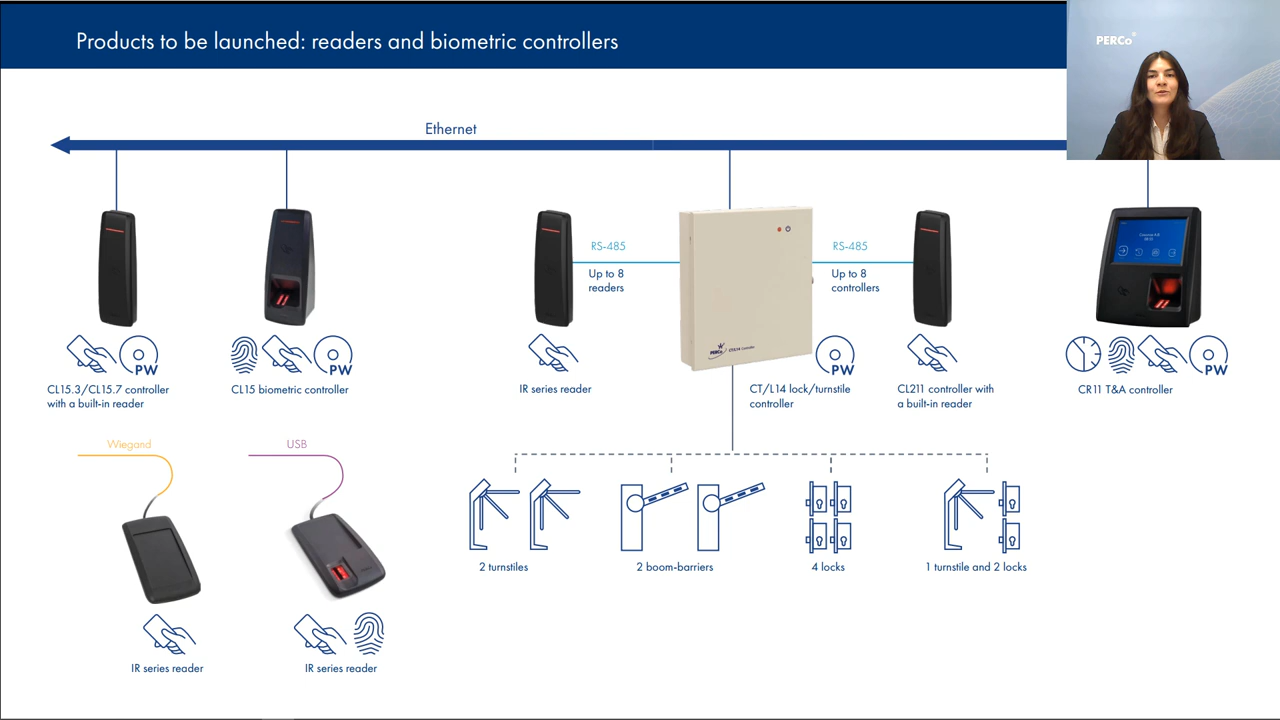 Products to be launched: readers and biometric controllers
PERCo
Ethernet
RS-485
Up to 8
readers
RS-485
Up to 8
controllers
PERCo
PW
PW
PW
PW
CL15.3/CL15.7 controller
with a built-in reader
CL15 biometric controller
IR series reader
CT/L14 lock/turnstile
controller
CL211 controller with
a built-in reader
CR11 T&A controller
Wiegand
USB
2 turnstiles
2 boom-barriers
4 locks
1 turnstile and 2 locks
IR series reader
IR series reader